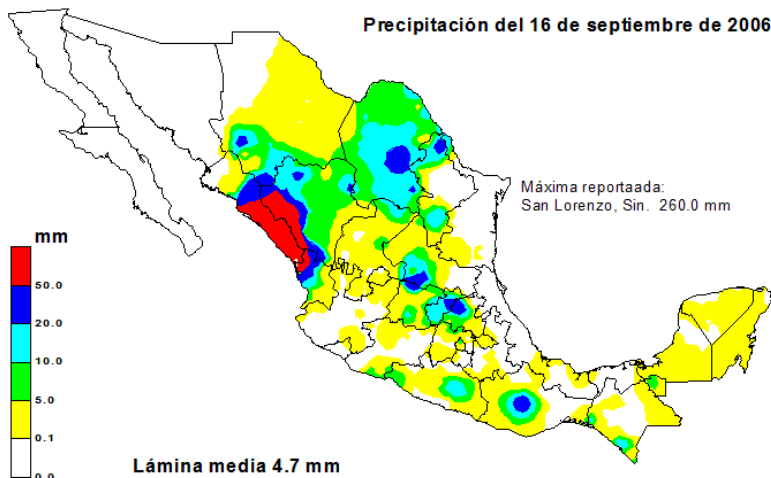 Precipitación del 16 de septiembre de 2006
Máxima reportaada:
San Lorenzo, Sin. 260.0 mm
mm
50.0
20.0
10.0
5.0
0.1
0.0
Lámina media 4.7 mm